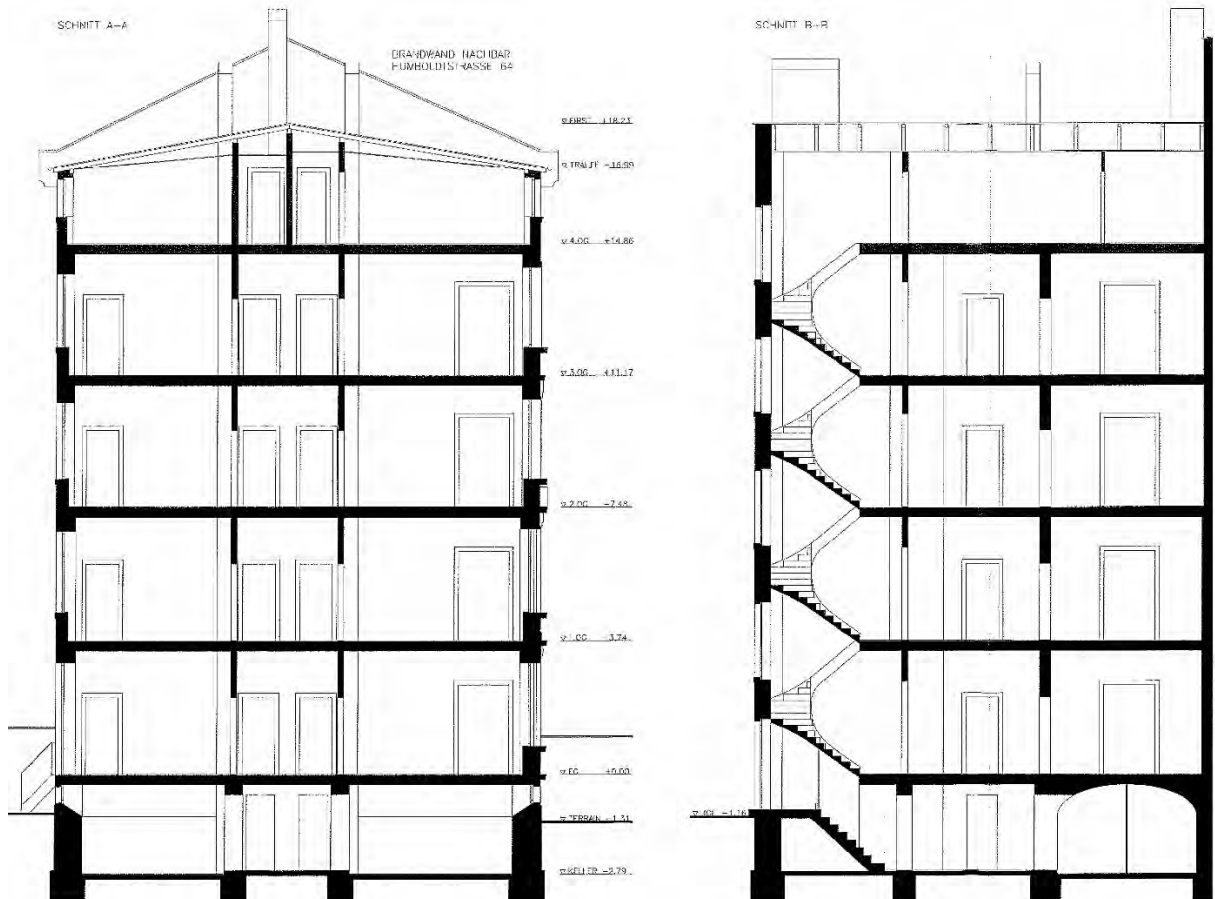 SCHNITT A-A
BRANDWAND NACHBAR
HUMBOLDTSTRASSE 64
FIRST +18.23
TRAUFE +16.99
4.OG +14.86
3.OG +11.17
2.OG +7.48
1.OG +3.74
EG ±0.00
TERRAIN -1.31
KELLER -2.79
SCHNITT B-B
-1.16